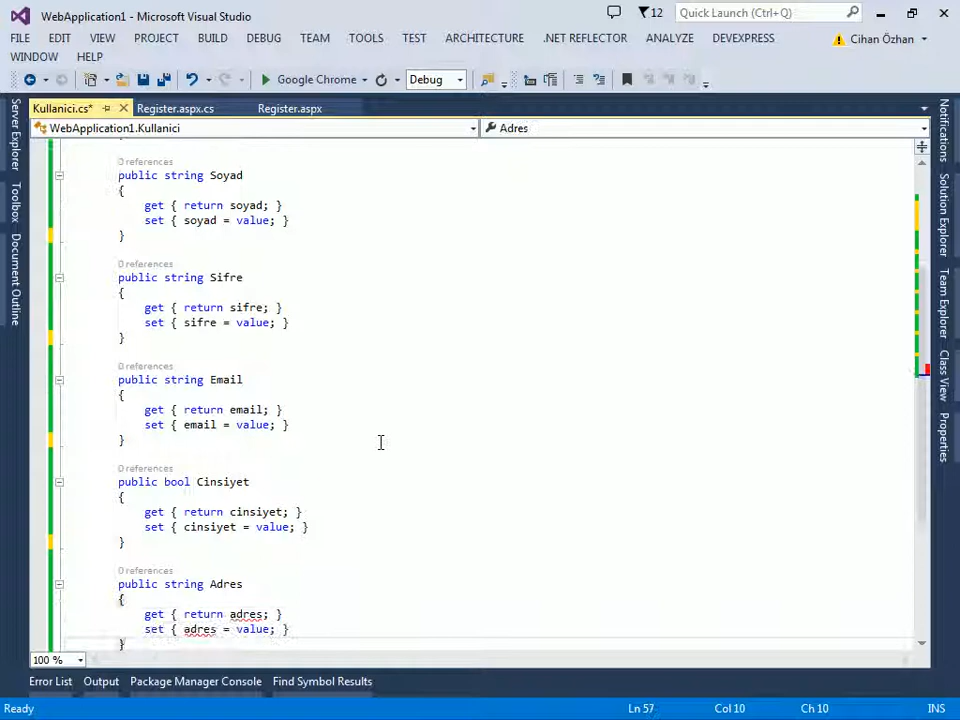 WebApplication1 - Microsoft Visual Studio
12
Quick Launch (Ctrl+Q)
FILE EDIT VIEW PROJECT BUILD DEBUG TEAM TOOLS TEST ARCHITECTURE .NET REFLECTOR ANALYZE DEVEXPRESS
Cihan Özhan
WINDOW HELP
Google Chrome
Debug
Kullanici.cs*
Register.aspx.cs
Register.aspx
WebApplication1.Kullanici
Adres
Server Explorer
Toolbox
Document Outline
0 references
public string Soyad
{
get { return soyad; }
set { soyad = value; }
}
0 references
public string Sifre
{
get { return sifre; }
set { sifre = value; }
}
0 references
public string Email
{
get { return email; }
set { email = value; }
}
0 references
public bool Cinsiyet
{
get { return cinsiyet; }
set { cinsiyet = value; }
}
0 references
public string Adres
{
get { return adres; }
set { adres = value; }
}
Notifications
Solution Explorer
Team Explorer
Class View
Properties
100 %
Error List Output Package Manager Console Find Symbol Results
Ready
Ln 57
Col 10
Ch 10
INS